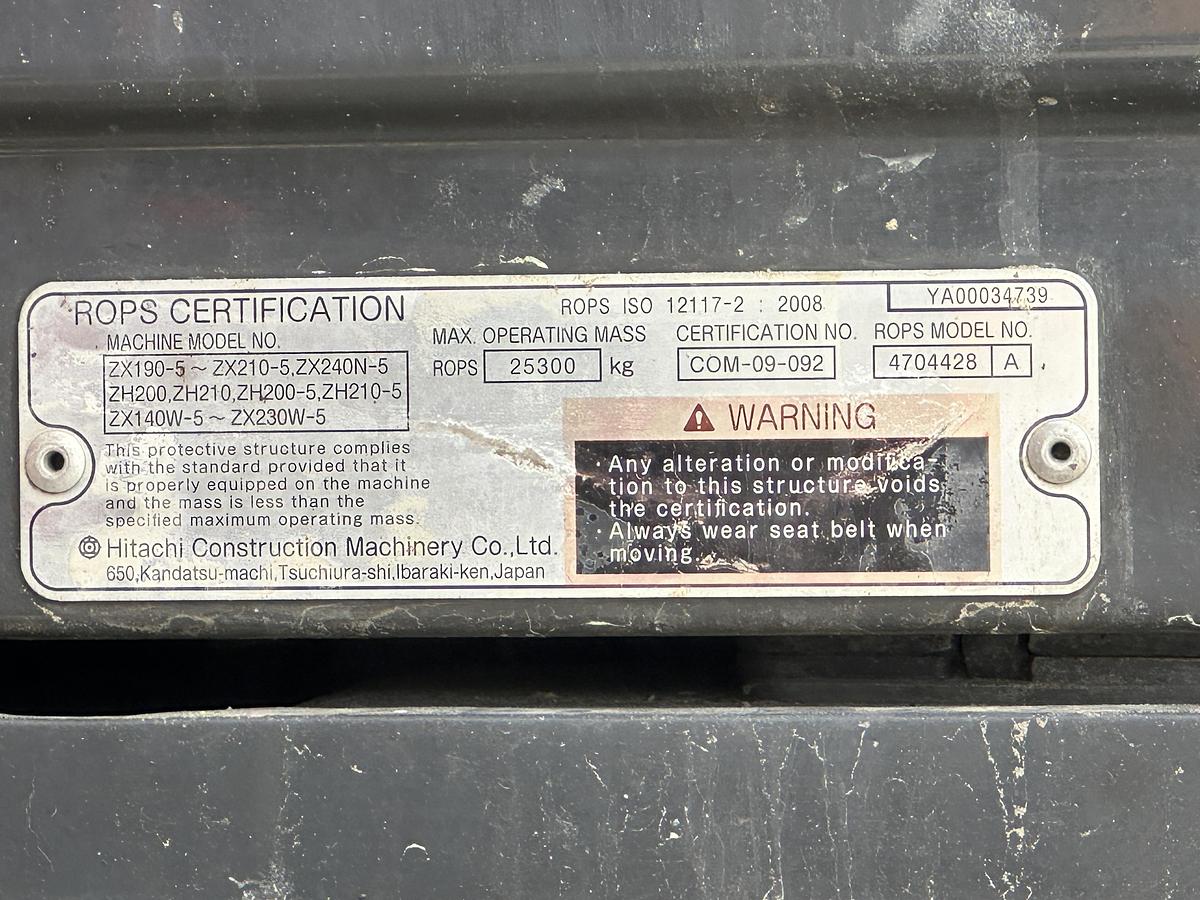 ROPS CERTIFICATION
ROPS ISO 12117-2 : 2008
YA00034739
MACHINE MODEL NO.
ZX190-5 ~ ZX210-5,ZX240N-5
ZH200,ZH210,ZH200-5,ZH210-5
ZX140W-5 ~ ZX230W-5
MAX. OPERATING MASS
ROPS 25300 kg
CERTIFICATION NO.
COM-09-092
ROPS MODEL NO.
4704428 A
This protective structure complies
with the standard provided that it
is properly equipped on the machine
and the mass is less than the
specified maximum operating mass.
Hitachi Construction Machinery Co.,Ltd.
650,Kandatsu-machi,Tsuchiura-shi,Ibaraki-ken,Japan
WARNING
· Any alteration or modifica-
tion to this structure voids
the certification.
· Always wear seat belt when
moving.